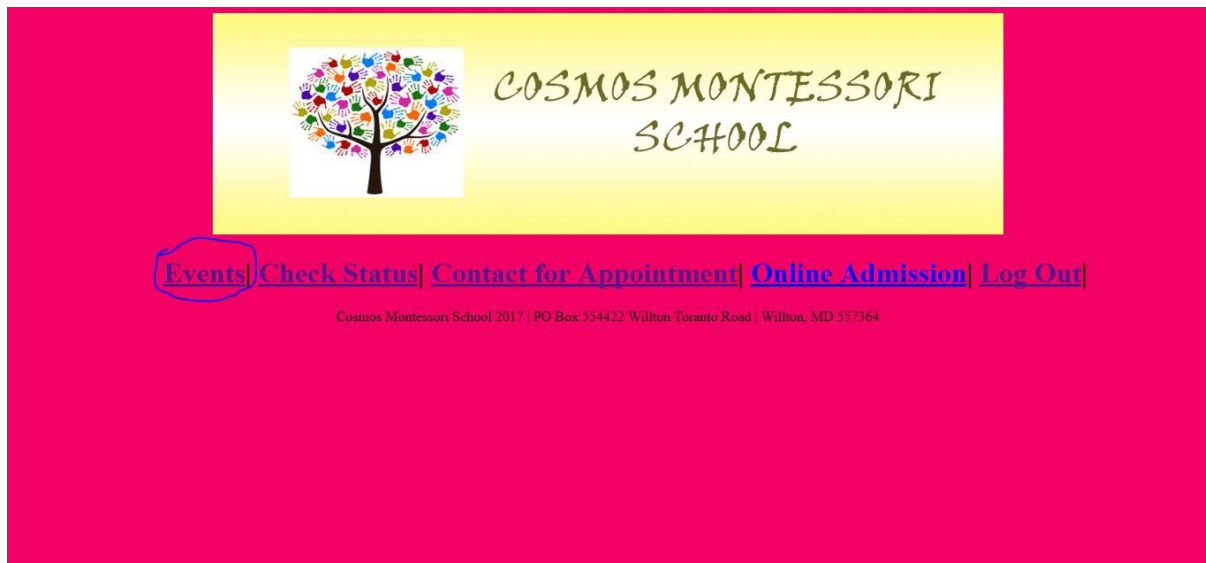 COSMOS MONTESSORI
SCHOOL
Events| Check Status| Contact for Appointment| Online Admission| Log Out|
Cosmos Montessori School 2017 | PO Box 554422 Willton Toranto Road | Willton, MD 557364